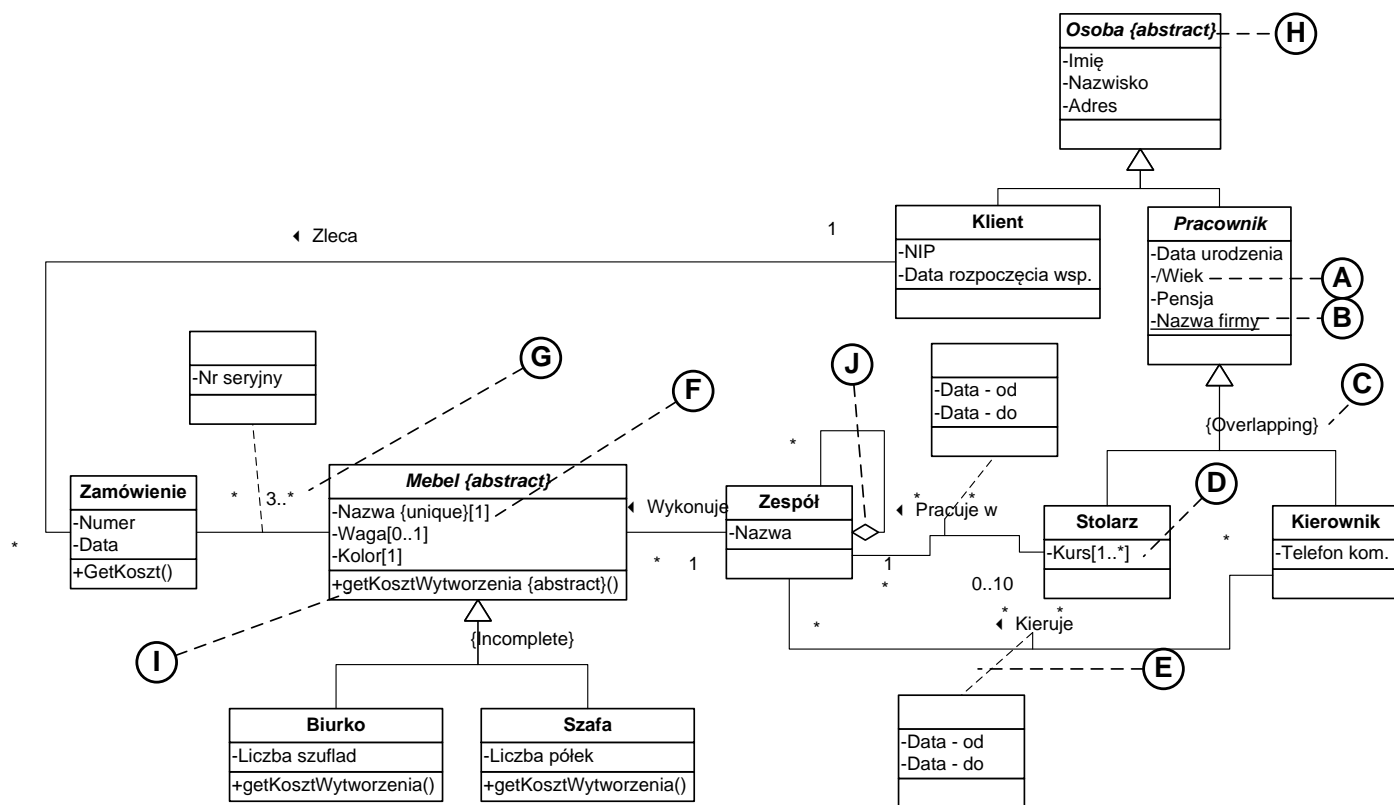 Osoba {abstract}
H
-Imię
-Nazwisko
-Adres
Klient
-NIP
-Data rozpoczęcia wsp.
Pracownik
-Data urodzenia
-/Wiek
-Pensja
-Nazwa firmy
A
B
Zleca
1
*
-Nr seryjny
G
F
J
-Data - od
-Data - do
C
{Overlapping}
Zamówienie
-Numer
-Data
+GetKoszt()
*
3..*
Mebel {abstract}
-Nazwa {unique}[1]
-Waga[0..1]
-Kolor[1]
+getKosztWytworzenia {abstract}()
Wykonuje
*
1
Zespół
-Nazwa
*
1
*
Pracuje w
*
*
*
0..10
D
Stolarz
-Kurs[1..*]
Kierownik
-Telefon kom.
*
*
*
*
Kieruje
E
-Data - od
-Data - do
I
{Incomplete}
Biurko
-Liczba szuflad
+getKosztWytworzenia()
Szafa
-Liczba półek
+getKosztWytworzenia()